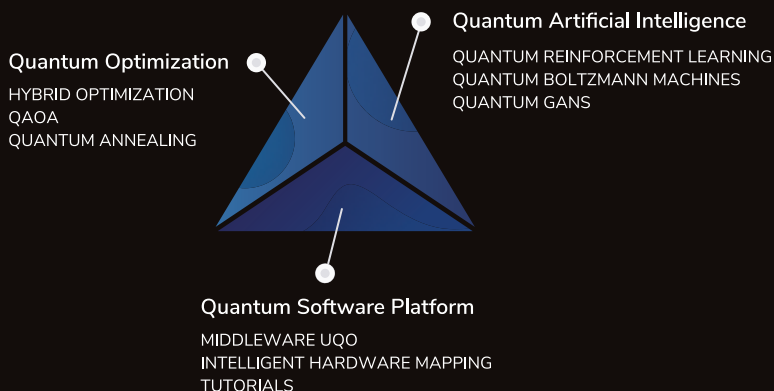 Quantum Optimization
HYBRID OPTIMIZATION
QAOA
QUANTUM ANNEALING
Quantum Artificial Intelligence
QUANTUM REINFORCEMENT LEARNING
QUANTUM BOLTZMANN MACHINES
QUANTUM GANS
Quantum Software Platform
MIDDLEWARE UQO
INTELLIGENT HARDWARE MAPPING
TUTORIALS